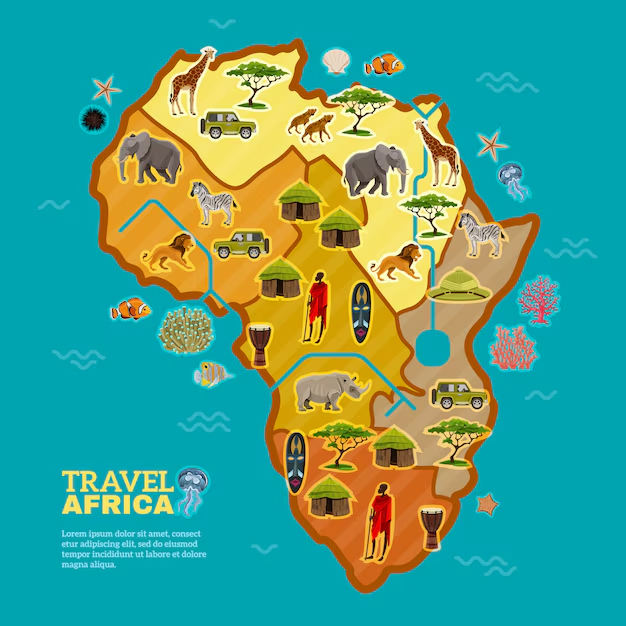 TRAVEL
AFRICA
Lorem ipsum dolor sit amet, consect
etur adipiscing elit, sed do eiusmod
tempor incididunt ut labore et dolore
magna aliqua.